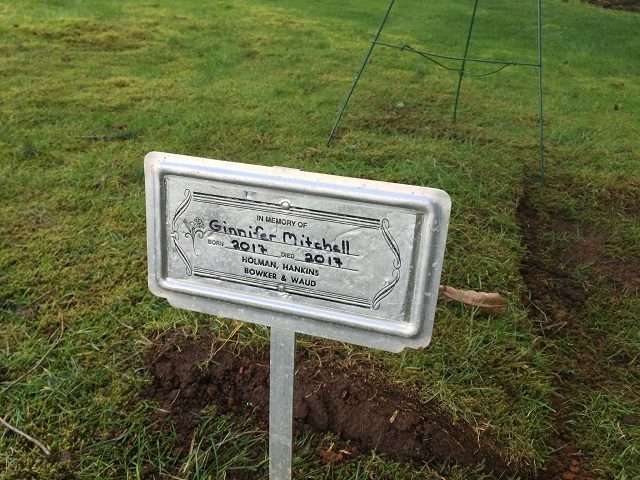 IN MEMORY OF
Ginnifer Mitchell
BORN 2017 DIED 2017
HOLMAN, HANKINS
BOWKER & WAUD